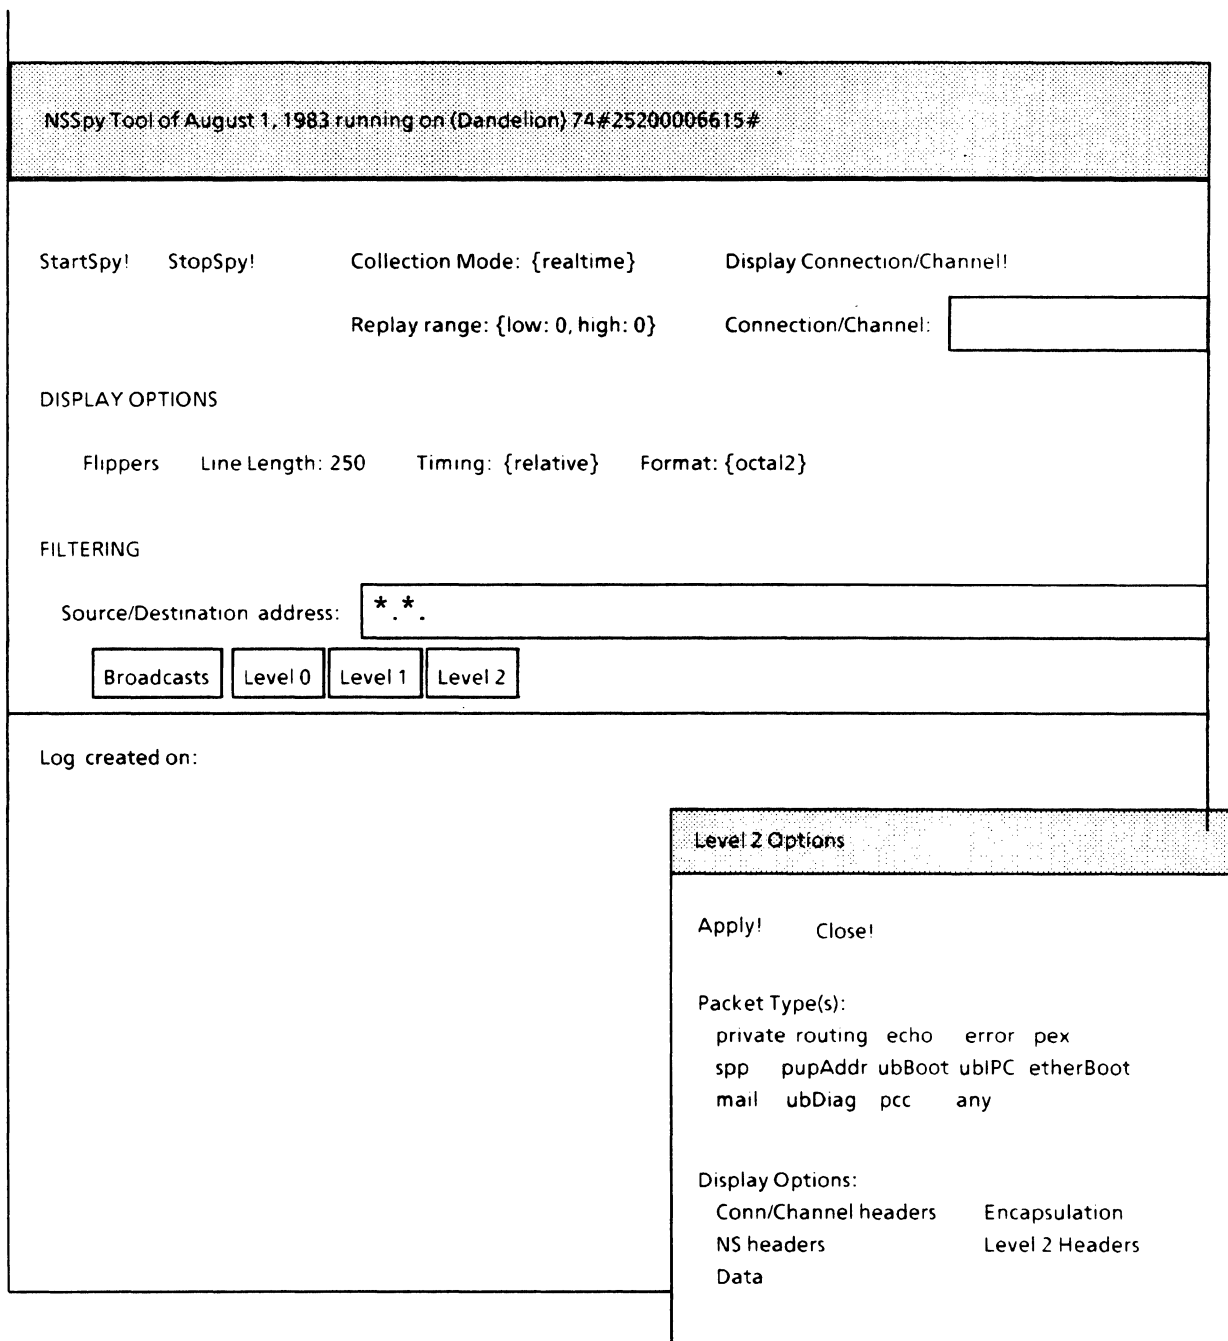 NSSpy Tool of August 1, 1983 running on (Dandelion) 74#25200006615#
StartSpy! StopSpy! Collection Mode: {realtime} Display Connection/Channel!
Replay range: {low: 0, high: 0} Connection/Channel:
DISPLAY OPTIONS
Flippers Line Length: 250 Timing: {relative} Format: {octal2}
FILTERING
Source/Destination address: *.*.
Broadcasts Level 0 Level 1 Level 2
Log created on:
Level 2 Options
Apply! Close!
Packet Type(s):
private routing echo error pex
spp pupAddr ubBoot ubIPC etherBoot
mail ubDiag pcc any
Display Options:
Conn/Channel headers Encapsulation
NS headers Level 2 Headers
Data